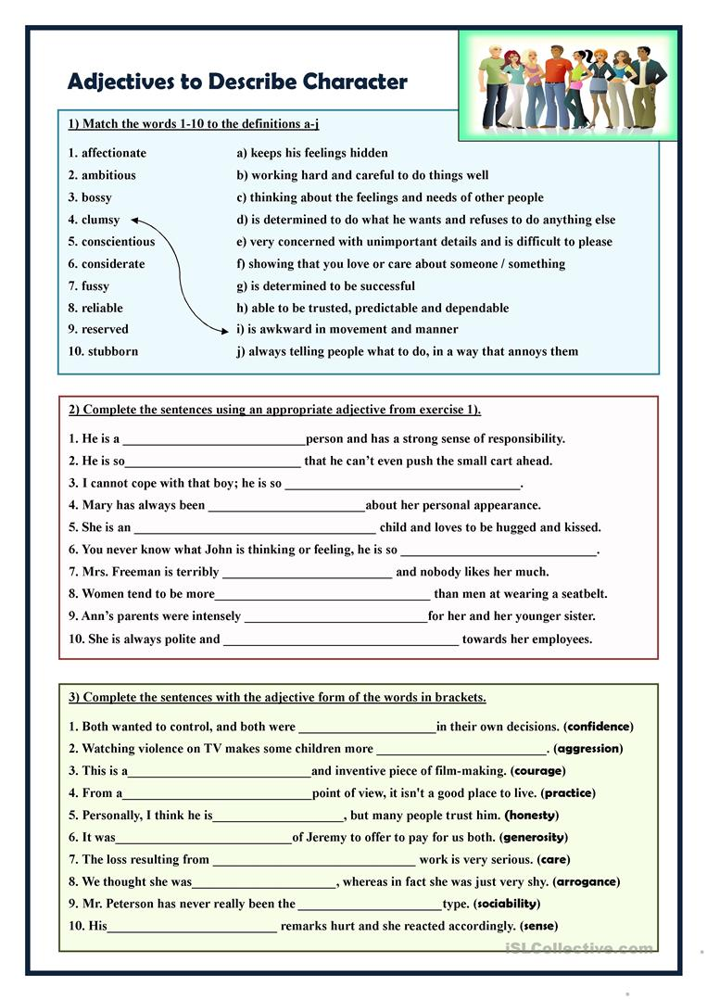 Adjectives to Describe Character
1) Match the words 1-10 to the definitions a-j
1. affectionate a) keeps his feelings hidden
2. ambitious b) working hard and careful to do things well
3. bossy c) thinking about the feelings and needs of other people
4. clumsy d) is determined to do what he wants and refuses to do anything else
5. conscientious e) very concerned with unimportant details and is difficult to please
6. considerate f) showing that you love or care about someone / something
7. fussy g) is determined to be successful
8. reliable h) able to be trusted, predictable and dependable
9. reserved i) is awkward in movement and manner
10. stubborn j) always telling people what to do, in a way that annoys them
2) Complete the sentences using an appropriate adjective from exercise 1).
1. He is a ____________________________person and has a strong sense of responsibility.
2. He is so___________________________ that he can’t even push the small cart ahead.
3. I cannot cope with that boy; he is so ____________________________________.
4. Mary has always been ________________________about her personal appearance.
5. She is an _____________________________________ child and loves to be hugged and kissed.
6. You never know what John is thinking or feeling, he is so ______________________________.
7. Mrs. Freeman is terribly __________________________ and nobody likes her much.
8. Women tend to be more_________________________________ than men at wearing a seatbelt.
9. Ann’s parents were intensely ____________________________for her and her younger sister.
10. She is always polite and ____________________________________ towards her employees.
3) Complete the sentences with the adjective form of the words in brackets.
1. Both wanted to control, and both were _____________________in their own decisions. (confidence)
2. Watching violence on TV makes some children more __________________________. (aggression)
3. This is a____________________________and inventive piece of film-making. (courage)
4. From a_____________________________point of view, it isn't a good place to live. (practice)
5. Personally, I think he is____________________, but many people trust him. (honesty)
6. It was___________________________of Jeremy to offer to pay for us both. (generosity)
7. The loss resulting from _______________________________ work is very serious. (care)
8. We thought she was______________________, whereas in fact she was just very shy. (arrogance)
9. Mr. Peterson has never really been the ______________________type. (sociability)
10. His__________________________ remarks hurt and she reacted accordingly. (sense)
iSLCollective.com